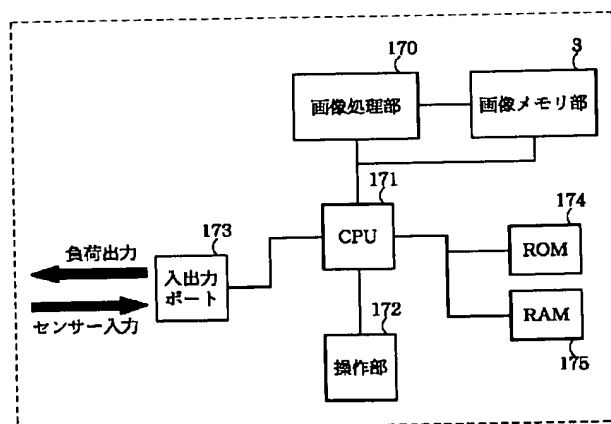 170
3
画像処理部
画像メモリ部
171
174
173
CPU
ROM
負荷出力
入出力
ポート
センサー入力
172
RAM
操作部
175